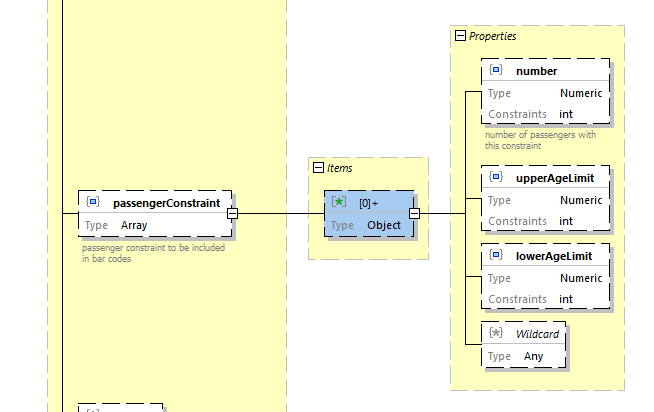 Properties
number
Type Numeric
Constraints int
number of passengers with
this constraint
Items
upperAgeLimit
Type Numeric
Constraints int
passengerConstraint
Type Array
[0]+
Type Object
passenger constraint to be included
in bar codes
lowerAgeLimit
Type Numeric
Constraints int
Wildcard
Type Any